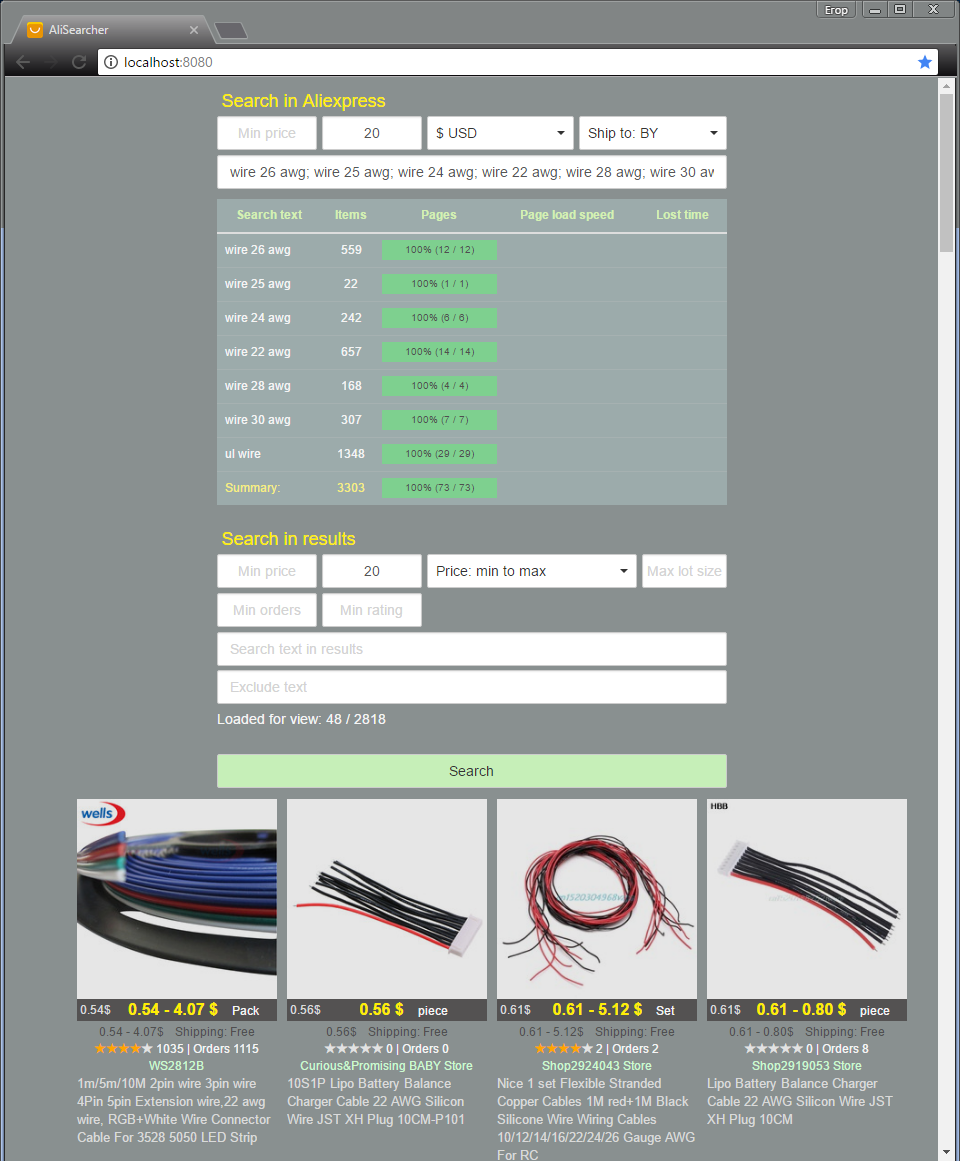 Егор
AliSearcher
localhost:8080
Search in Aliexpress
Min price 20 $ USD Ship to: BY
wire 26 awg; wire 25 awg; wire 24 awg; wire 22 awg; wire 28 awg; wire 30 aw
Search text Items Pages Page load speed Lost time
wire 26 awg 559 100% (12 / 12)
wire 25 awg 22 100% (1 / 1)
wire 24 awg 242 100% (6 / 6)
wire 22 awg 657 100% (14 / 14)
wire 28 awg 168 100% (4 / 4)
wire 30 awg 307 100% (7 / 7)
ul wire 1348 100% (29 / 29)
Summary: 3303 100% (73 / 73)
Search in results
Min price 20 Price: min to max Max lot size
Min orders Min rating
Search text in results
Exclude text
Loaded for view: 48 / 2818
Search
wells
0.54$ 0.54 - 4.07 $ Pack
0.54 - 4.07$ Shipping: Free
1035 | Orders 1115
WS2812B
1m/5m/10M 2pin wire 3pin wire
4Pin 5pin Extension wire,22 awg
wire, RGB+White Wire Connector
Cable For 3528 5050 LED Strip
0.56$ 0.56 $ piece
0.56$ Shipping: Free
0 | Orders 0
Curious&Promising BABY Store
10S1P Lipo Battery Balance
Charger Cable 22 AWG Silicon
Wire JST XH Plug 10CM-P101
0.61$ 0.61 - 5.12 $ Set
0.61 - 5.12$ Shipping: Free
2 | Orders 2
Shop2924043 Store
Nice 1 set Flexible Stranded
Copper Cables 1M red+1M Black
Silicone Wire Wiring Cables
10/12/14/16/22/24/26 Gauge AWG
For RC
HBB
0.61$ 0.61 - 0.80 $ piece
0.61 - 0.80$ Shipping: Free
0 | Orders 8
Shop2919053 Store
Lipo Battery Balance Charger
Cable 22 AWG Silicon Wire JST
XH Plug 10CM